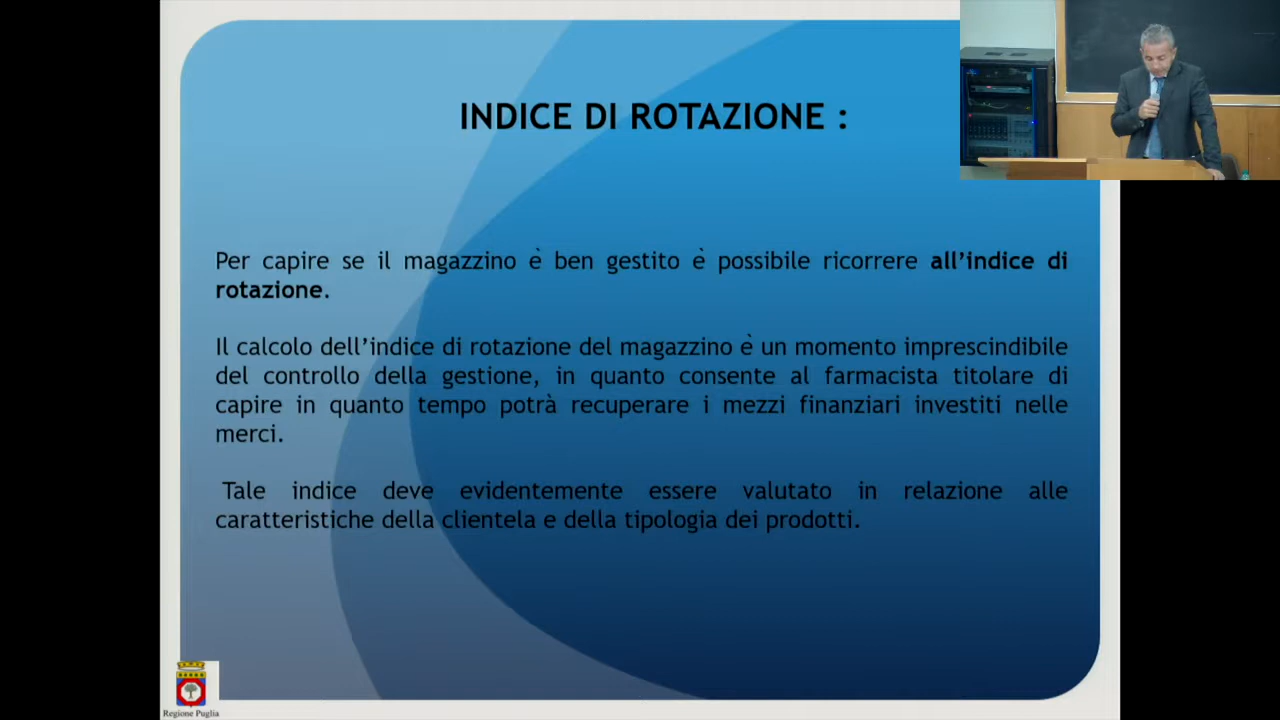 INDICE DI ROTAZIONE :
Per capire se il magazzino è ben gestito è possibile ricorrere all’indice di
rotazione.
Il calcolo dell’indice di rotazione del magazzino è un momento imprescindibile
del controllo della gestione, in quanto consente al farmacista titolare di
capire in quanto tempo potrà recuperare i mezzi finanziari investiti nelle
merci.
Tale indice deve evidentemente essere valutato in relazione alle
caratteristiche della clientela e della tipologia dei prodotti.
Regione Puglia